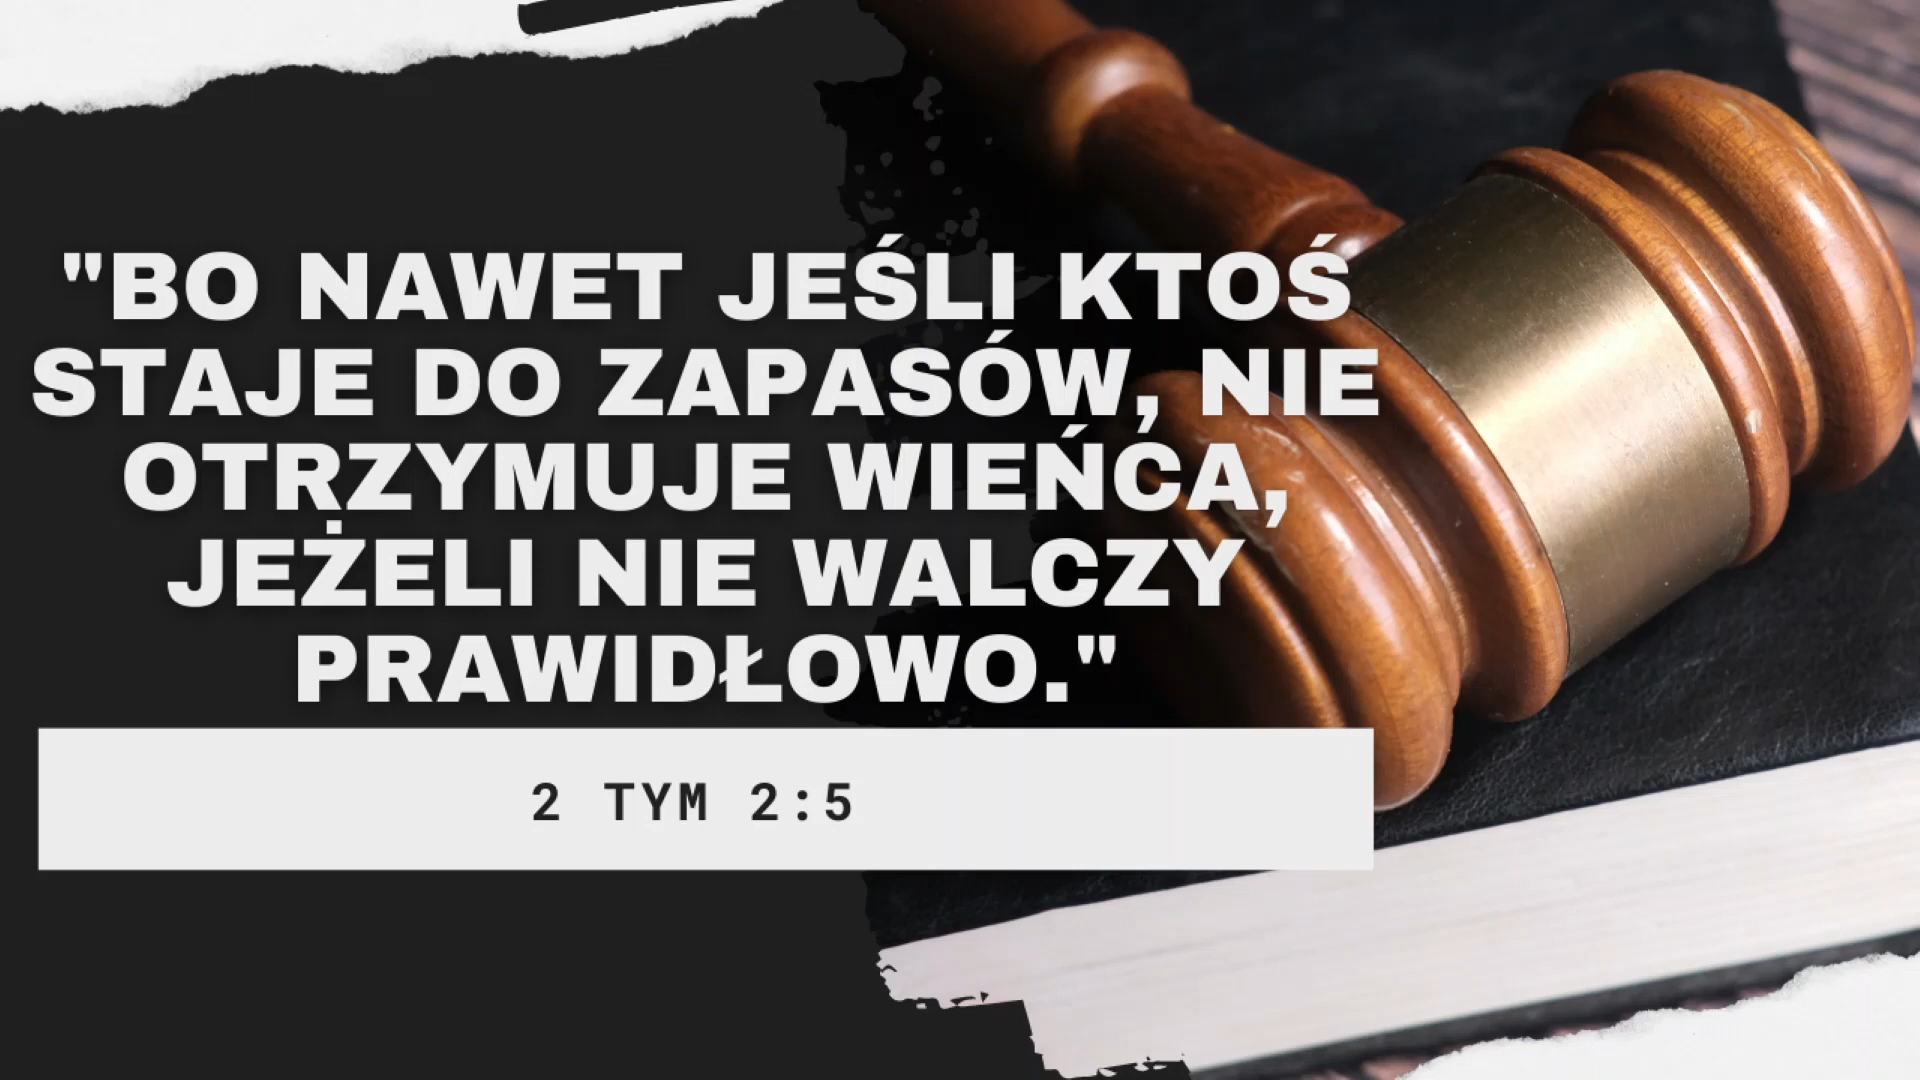 "BO NAWET JEŚLI KTOŚ
STAJE DO ZAPASÓW, NIE
OTRZYMUJE WIEŃCA,
JEŻELI NIE WALCZY
PRAWIDŁOWO."
2 TYM 2:5